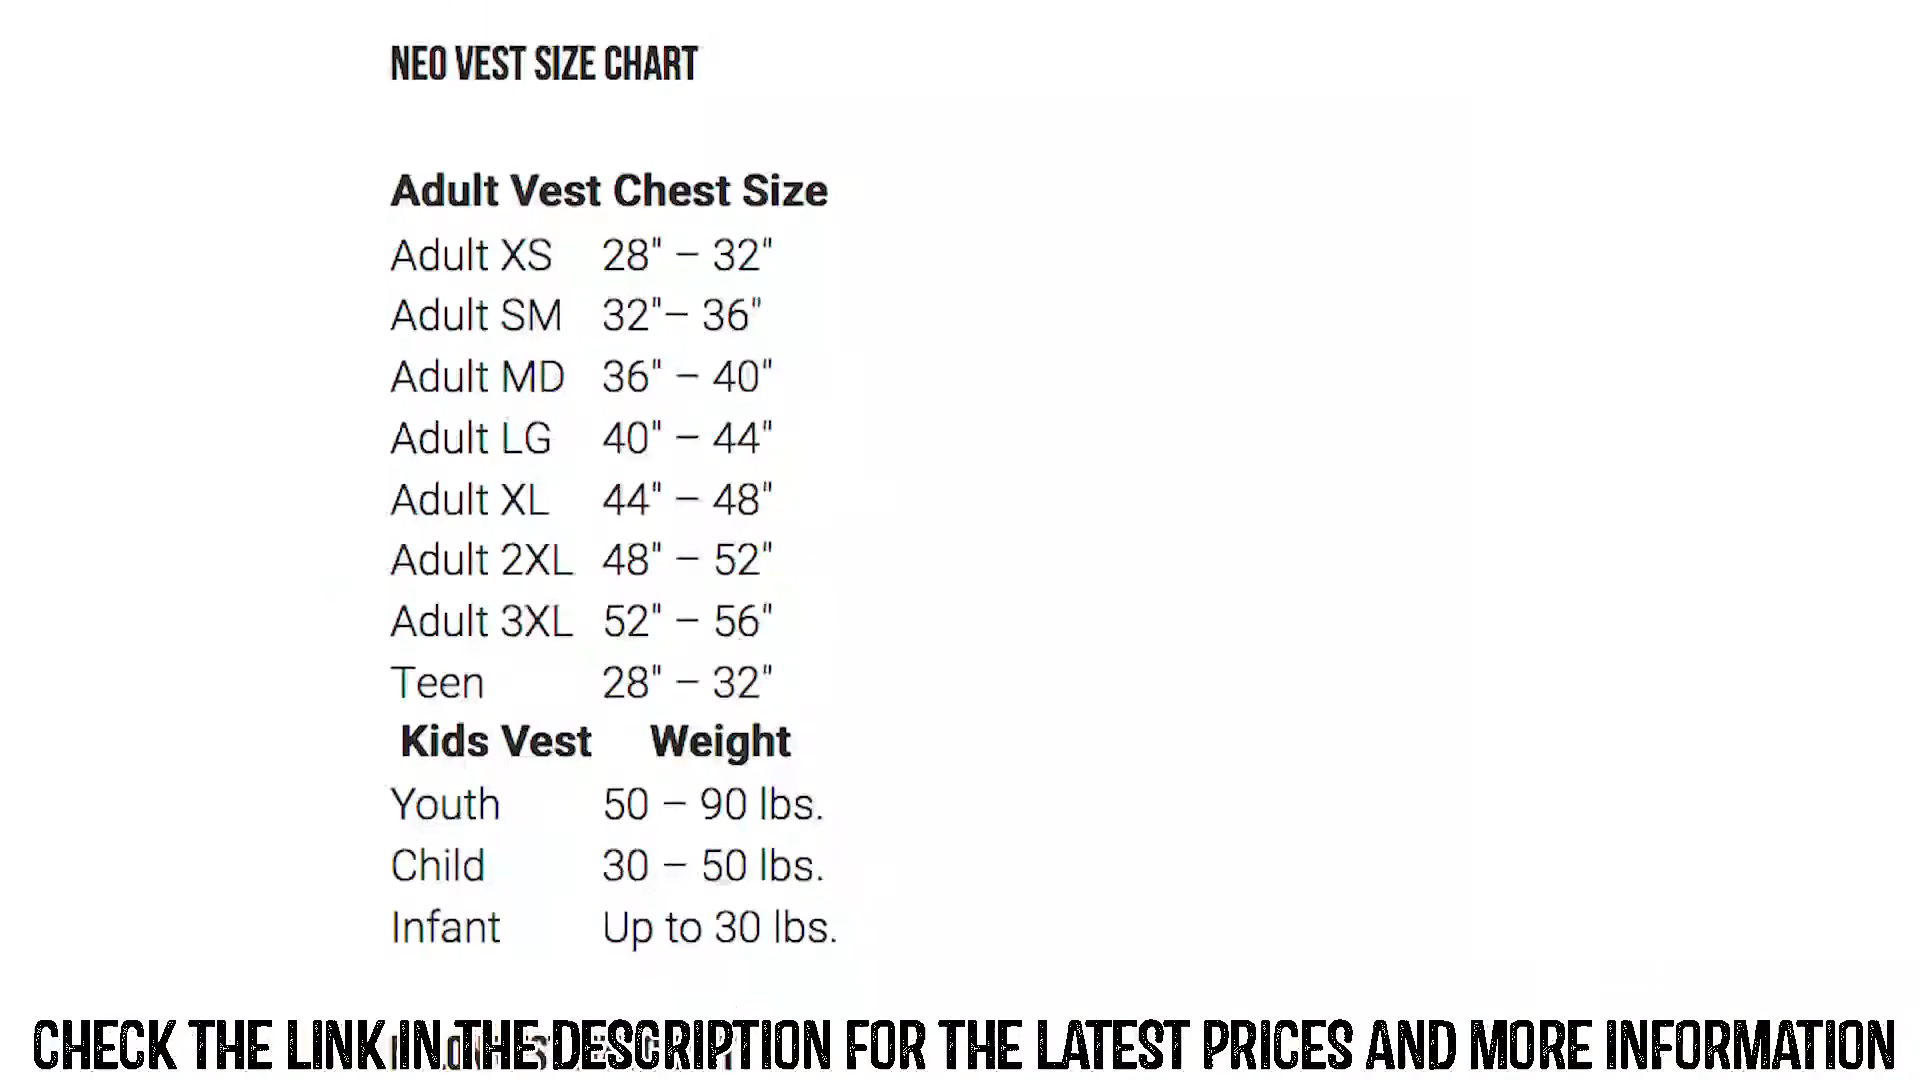 NEO VEST SIZE CHART
Adult Vest Chest Size
Adult XS 28" – 32"
Adult SM 32"– 36"
Adult MD 36" – 40"
Adult LG 40" – 44"
Adult XL 44" – 48"
Adult 2XL 48" – 52"
Adult 3XL 52" – 56"
Teen 28" – 32"
Kids Vest Weight
Youth 50 – 90 lbs.
Child 30 – 50 lbs.
Infant Up to 30 lbs.
CHECK THE LINK IN THE DESCRIPTION FOR THE LATEST PRICES AND MORE INFORMATION